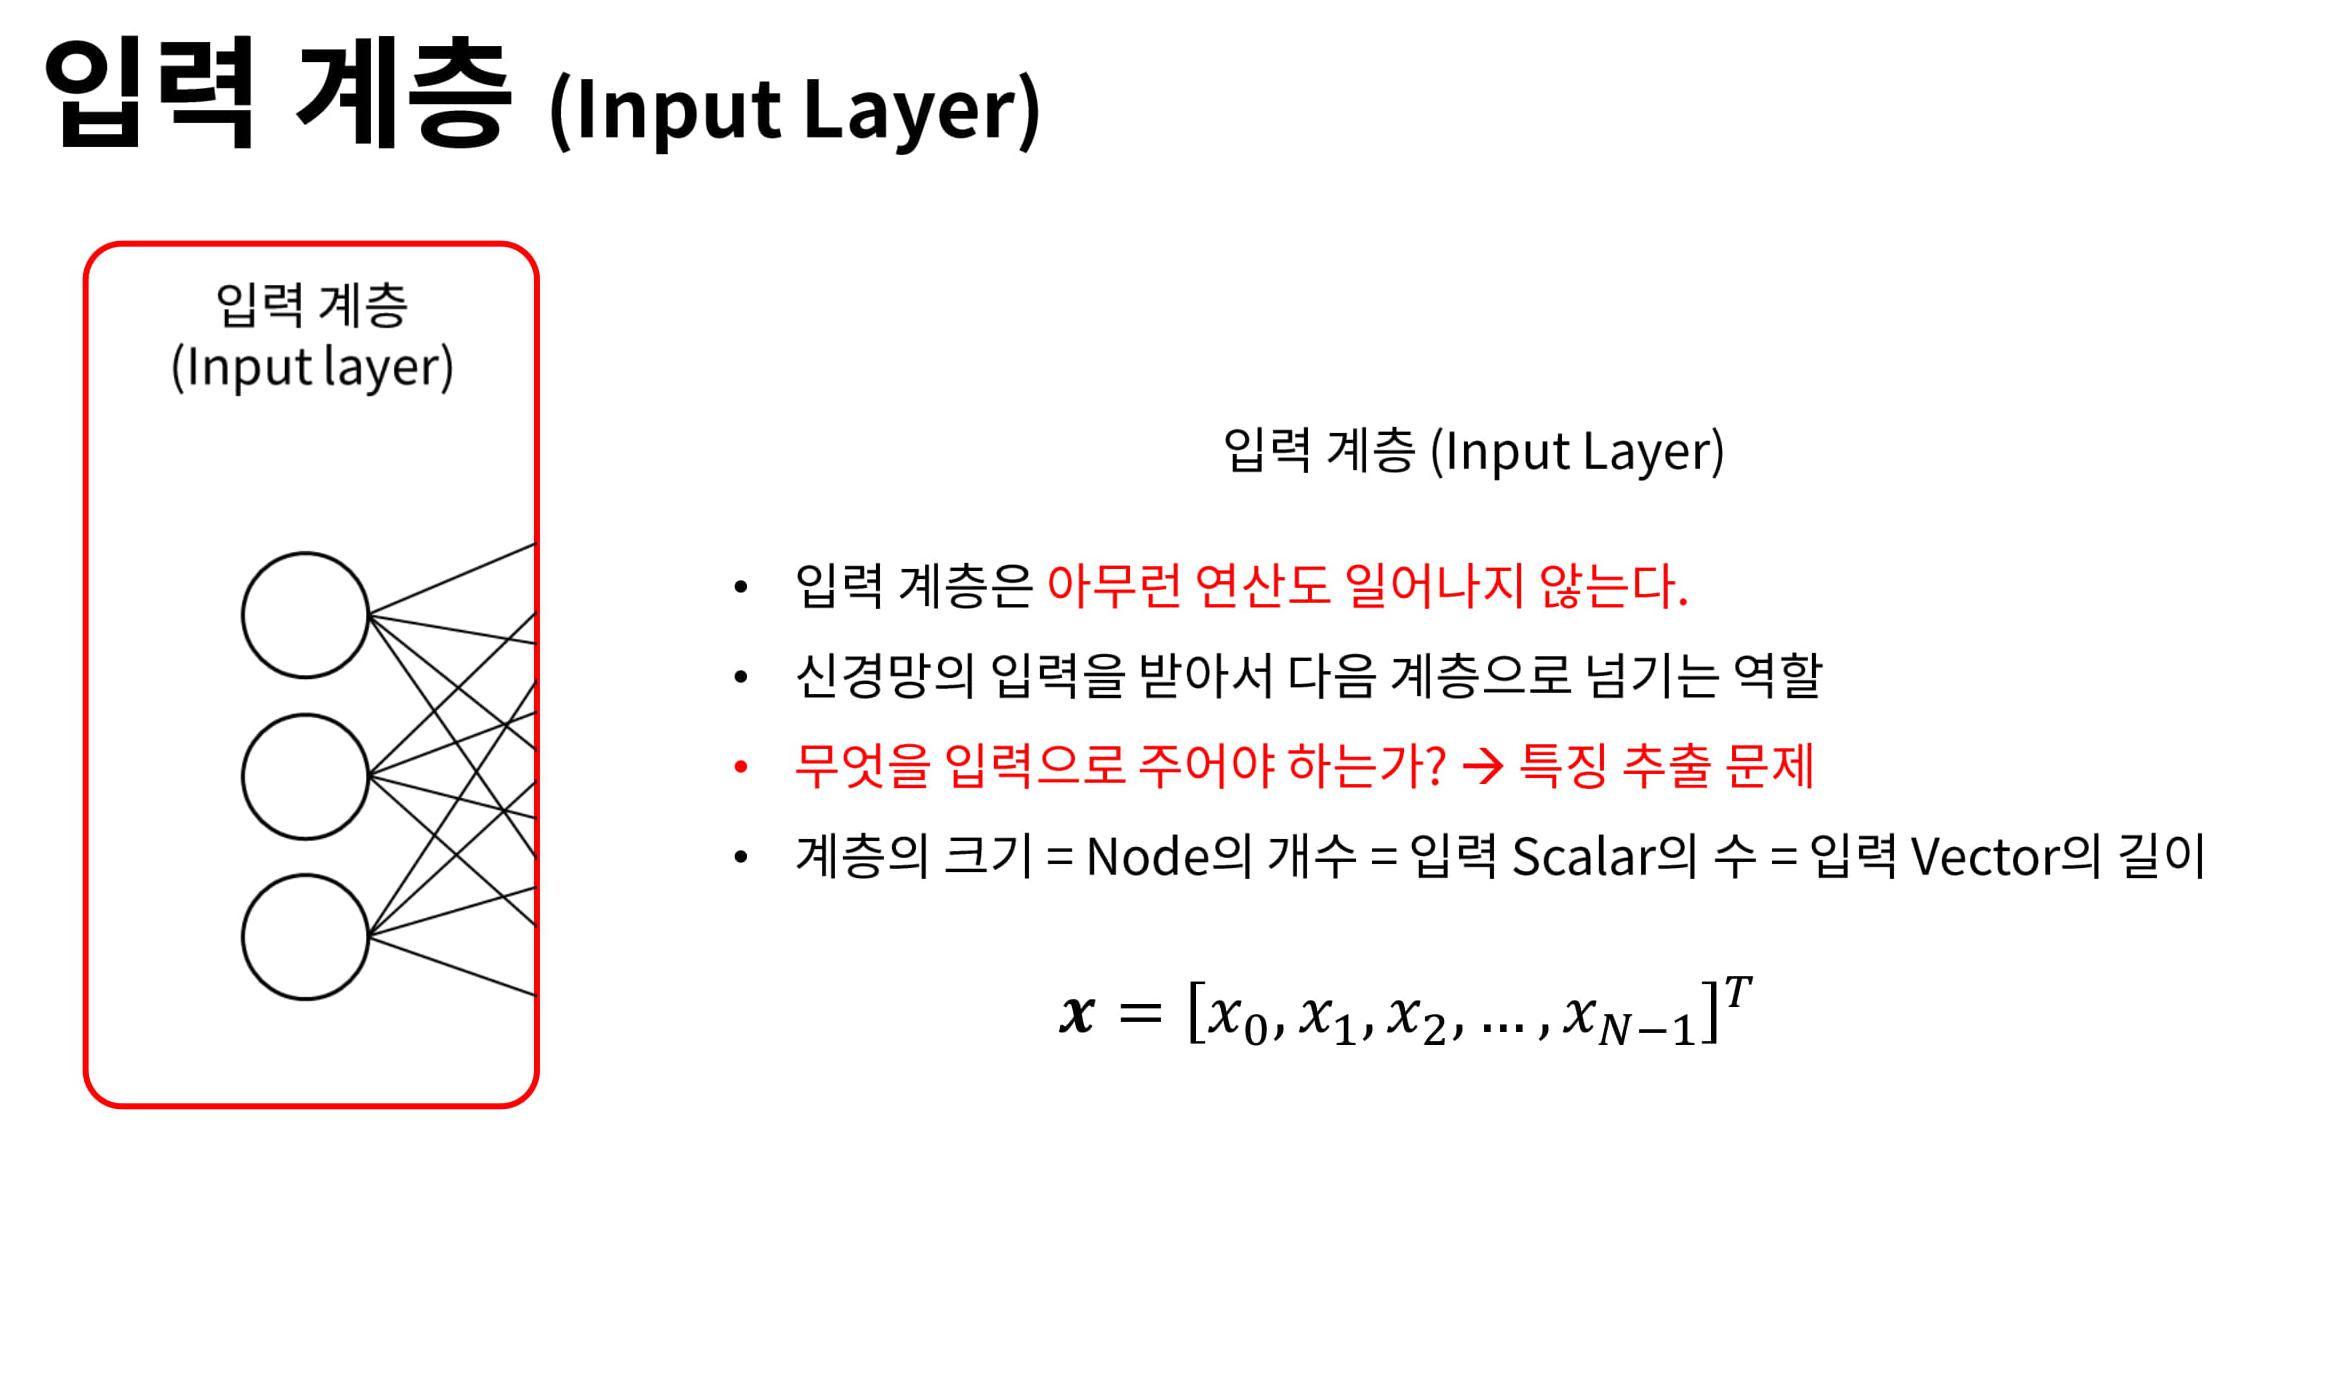 입력 계층 (Input Layer)
입력 계층
(Input layer)
입력 계층 (Input Layer)
• 입력 계층은 아무런 연산도 일어나지 않는다.
• 신경망의 입력을 받아서 다음 계층으로 넘기는 역할
• 무엇을 입력으로 주어야 하는가? → 특징 추출 문제
• 계층의 크기 = Node의 개수 = 입력 Scalar의 수 = 입력 Vector의 길이
𝒙 = [x₀, x₁, x₂, … , x_{N−1}]^T